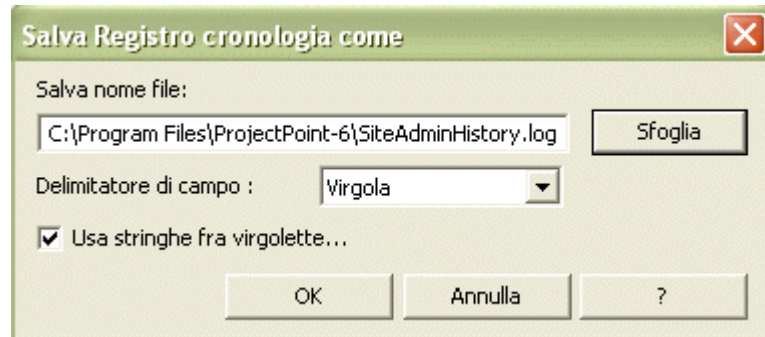 Salva Registro cronologia come
Salva nome file:
C:\Program Files\ProjectPoint-6\SiteAdminHistory.log
Sfoglia
Delimitatore di campo :
Virgola
Usa stringhe fra virgolette...
OK
Annulla
?